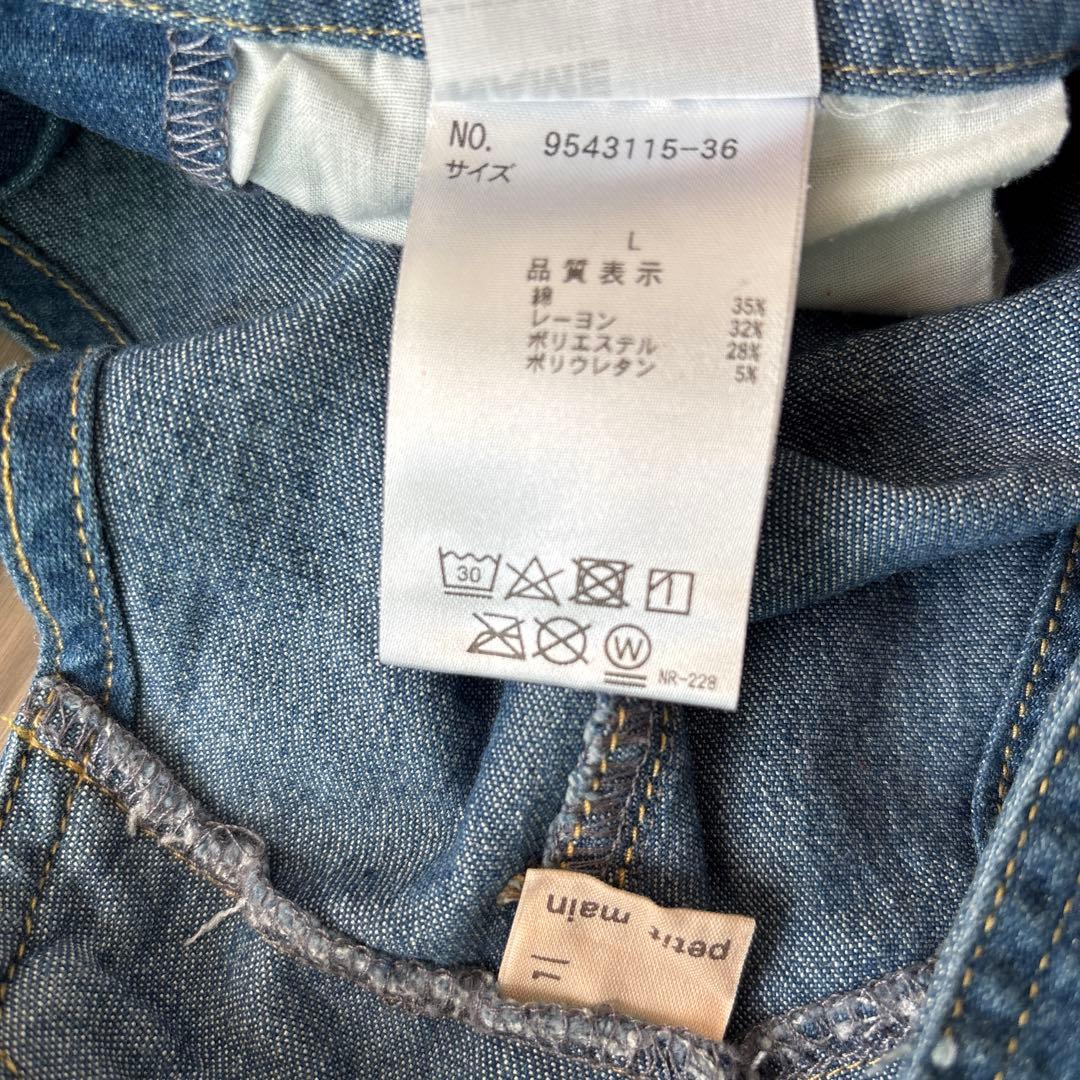 NO. 9543115-36
サイズ
L
品質表示
綿 35%
レーヨン 32%
ポリエステル 28%
ポリウレタン 5%
30
W
NR-228
petit main